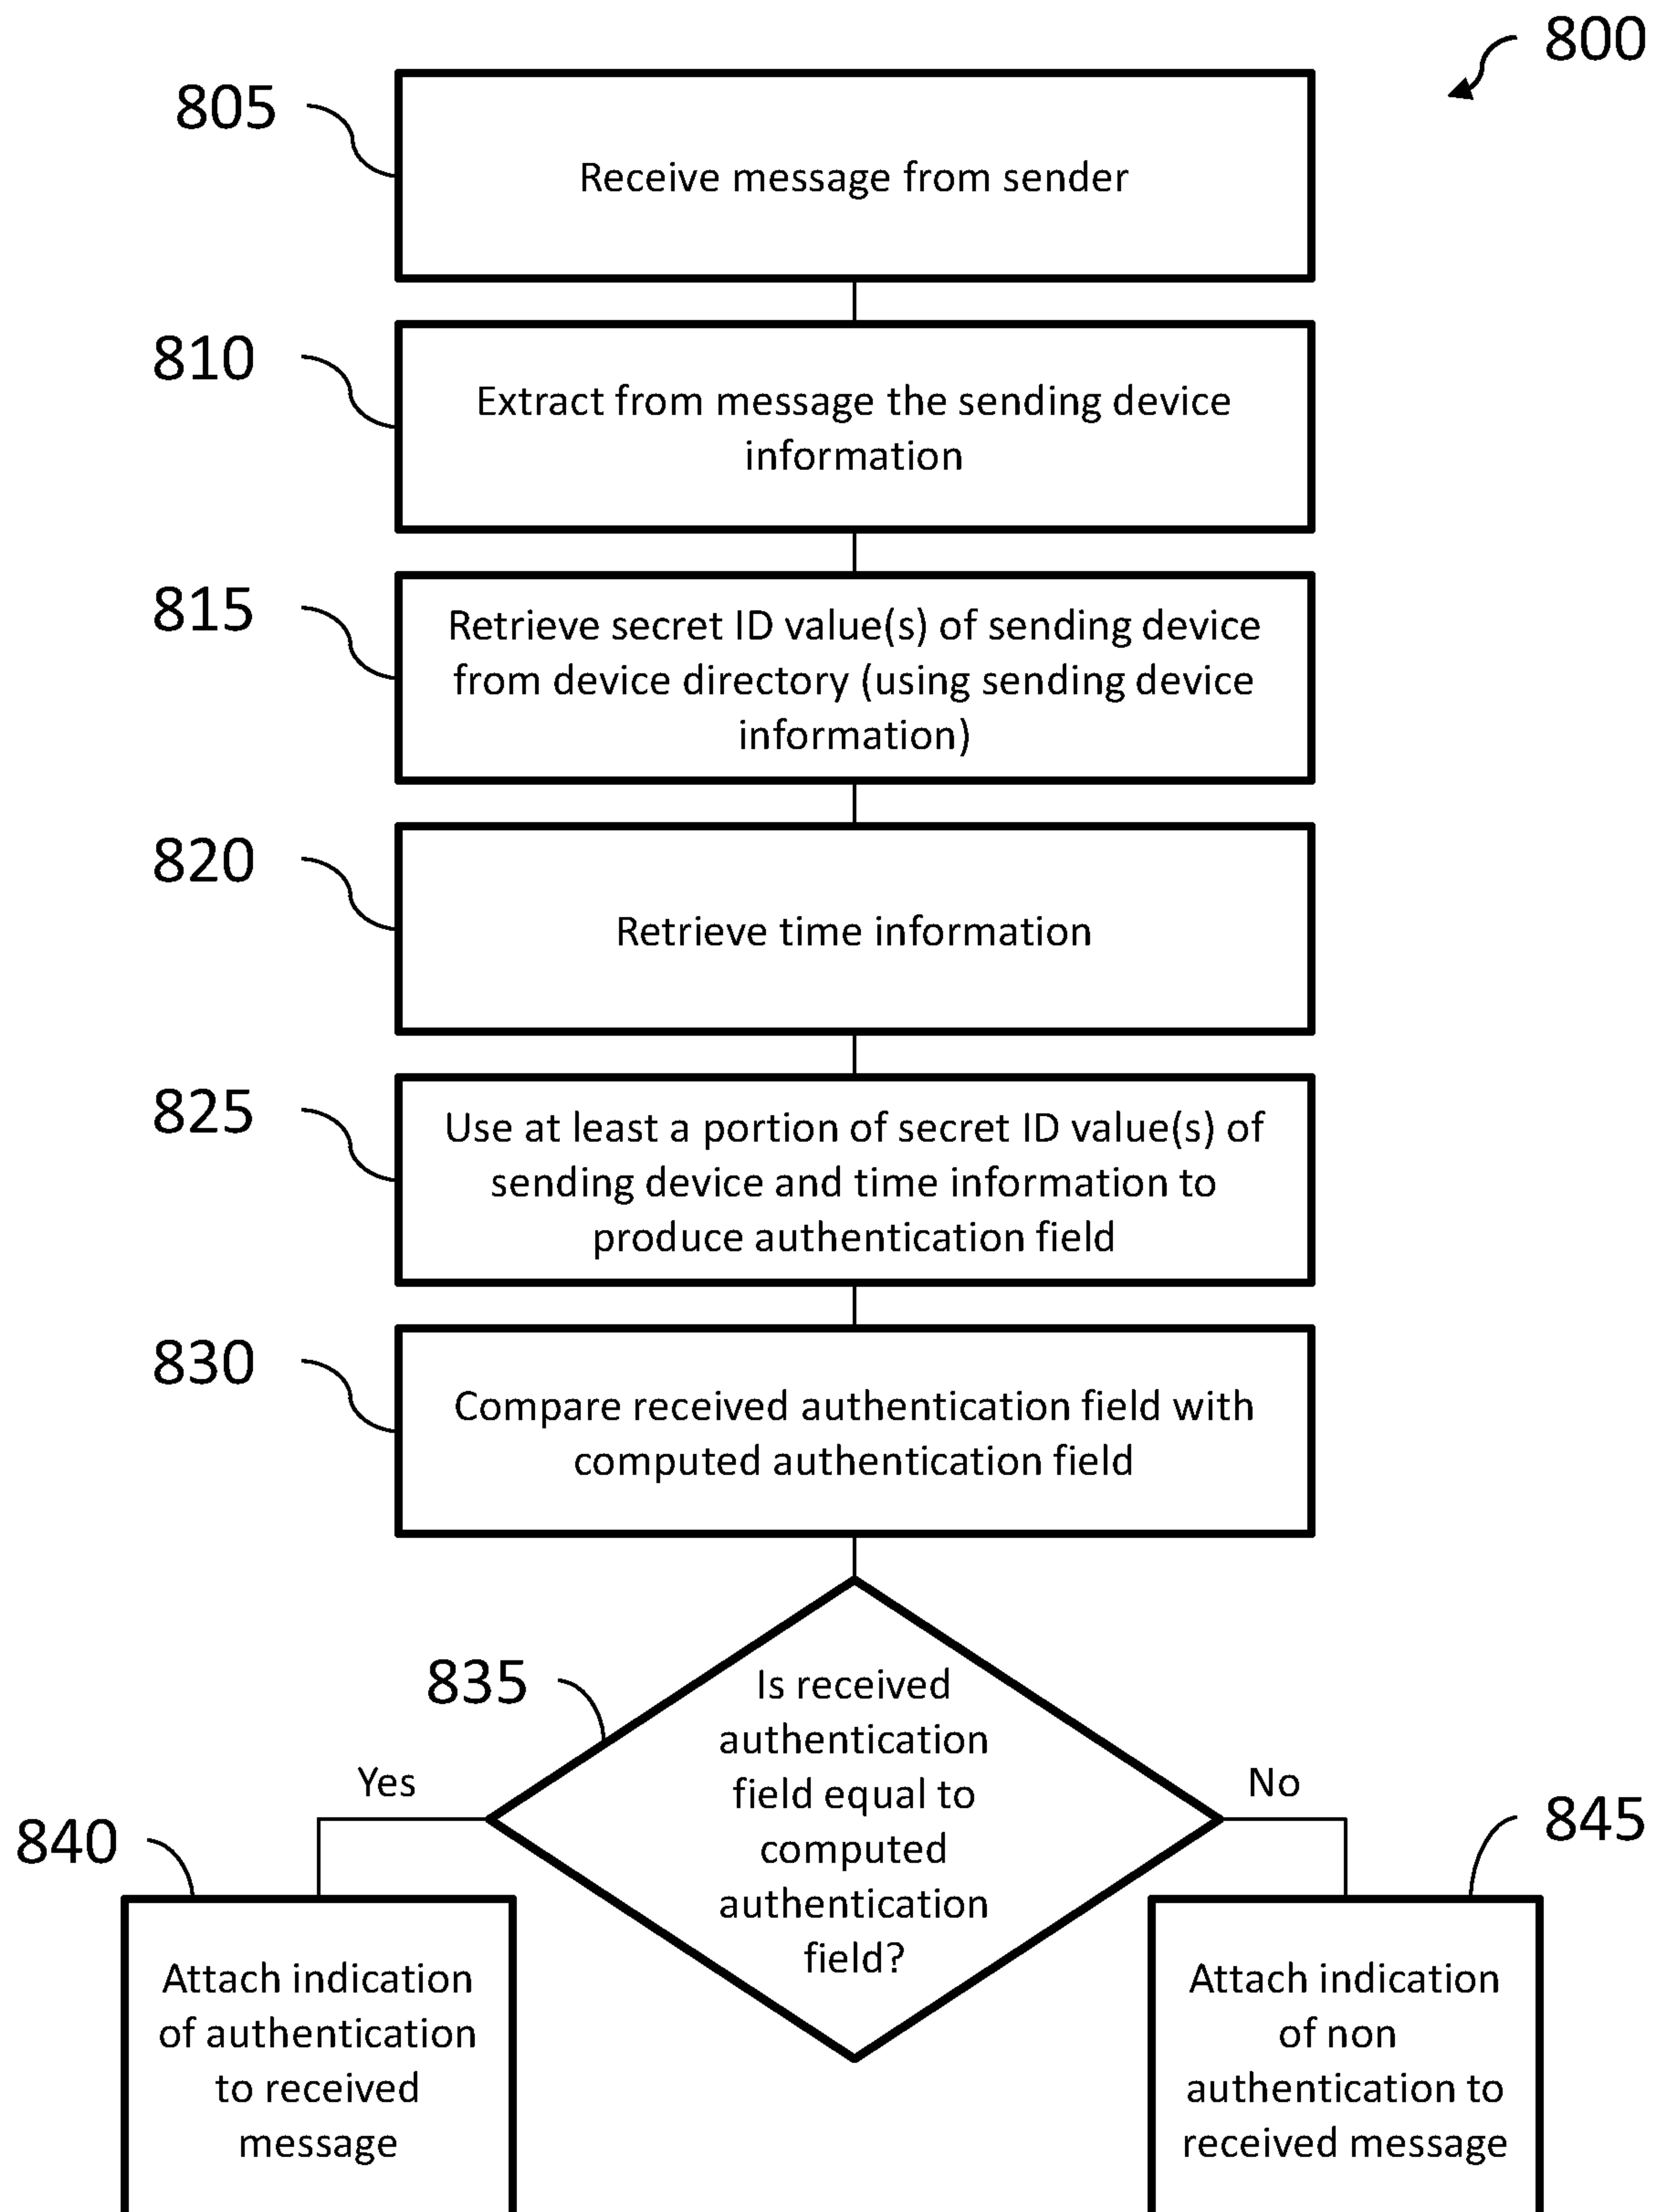 800
805
Receive message from sender
810
Extract from message the sending device
information
815
Retrieve secret ID value(s) of sending device
from device directory (using sending device
information)
820
Retrieve time information
825
Use at least a portion of secret ID value(s) of
sending device and time information to
produce authentication field
830
Compare received authentication field with
computed authentication field
835
Is received
authentication
field equal to
computed
authentication
field?
Yes
No
840
845
Attach indication
of authentication
to received
message
Attach indication
of non
authentication to
received message